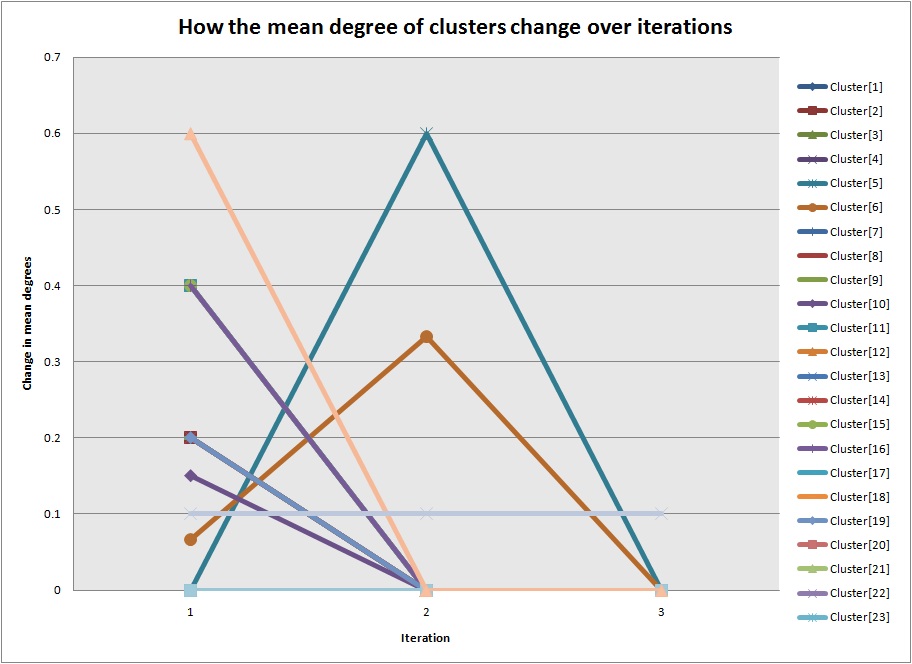 How the mean degree of clusters change over iterations
0.7
0.6
0.5
0.4
0.3
0.2
0.1
0
Change in mean degrees
1 2 3
Iteration
Cluster[1]
Cluster[2]
Cluster[3]
Cluster[4]
Cluster[5]
Cluster[6]
Cluster[7]
Cluster[8]
Cluster[9]
Cluster[10]
Cluster[11]
Cluster[12]
Cluster[13]
Cluster[14]
Cluster[15]
Cluster[16]
Cluster[17]
Cluster[18]
Cluster[19]
Cluster[20]
Cluster[21]
Cluster[22]
Cluster[23]